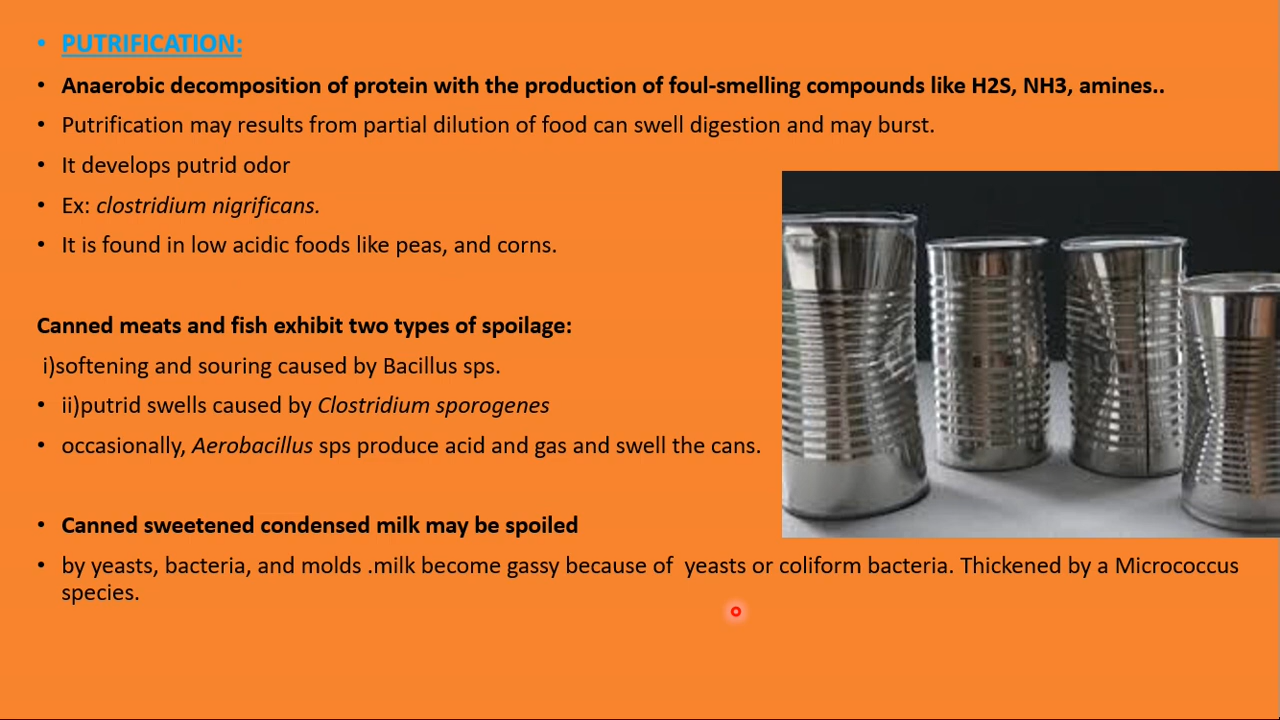 • PUTRIFICATION:
• Anaerobic decomposition of protein with the production of foul-smelling compounds like H2S, NH3, amines..
• Putrification may results from partial dilution of food can swell digestion and may burst.
• It develops putrid odor
• Ex: clostridium nigrificans.
• It is found in low acidic foods like peas, and corns.
Canned meats and fish exhibit two types of spoilage:
i)softening and souring caused by Bacillus sps.
• ii)putrid swells caused by Clostridium sporogenes
• occasionally, Aerobacillus sps produce acid and gas and swell the cans.
• Canned sweetened condensed milk may be spoiled
• by yeasts, bacteria, and molds .milk become gassy because of  yeasts or coliform bacteria. Thickened by a Micrococcus
species.